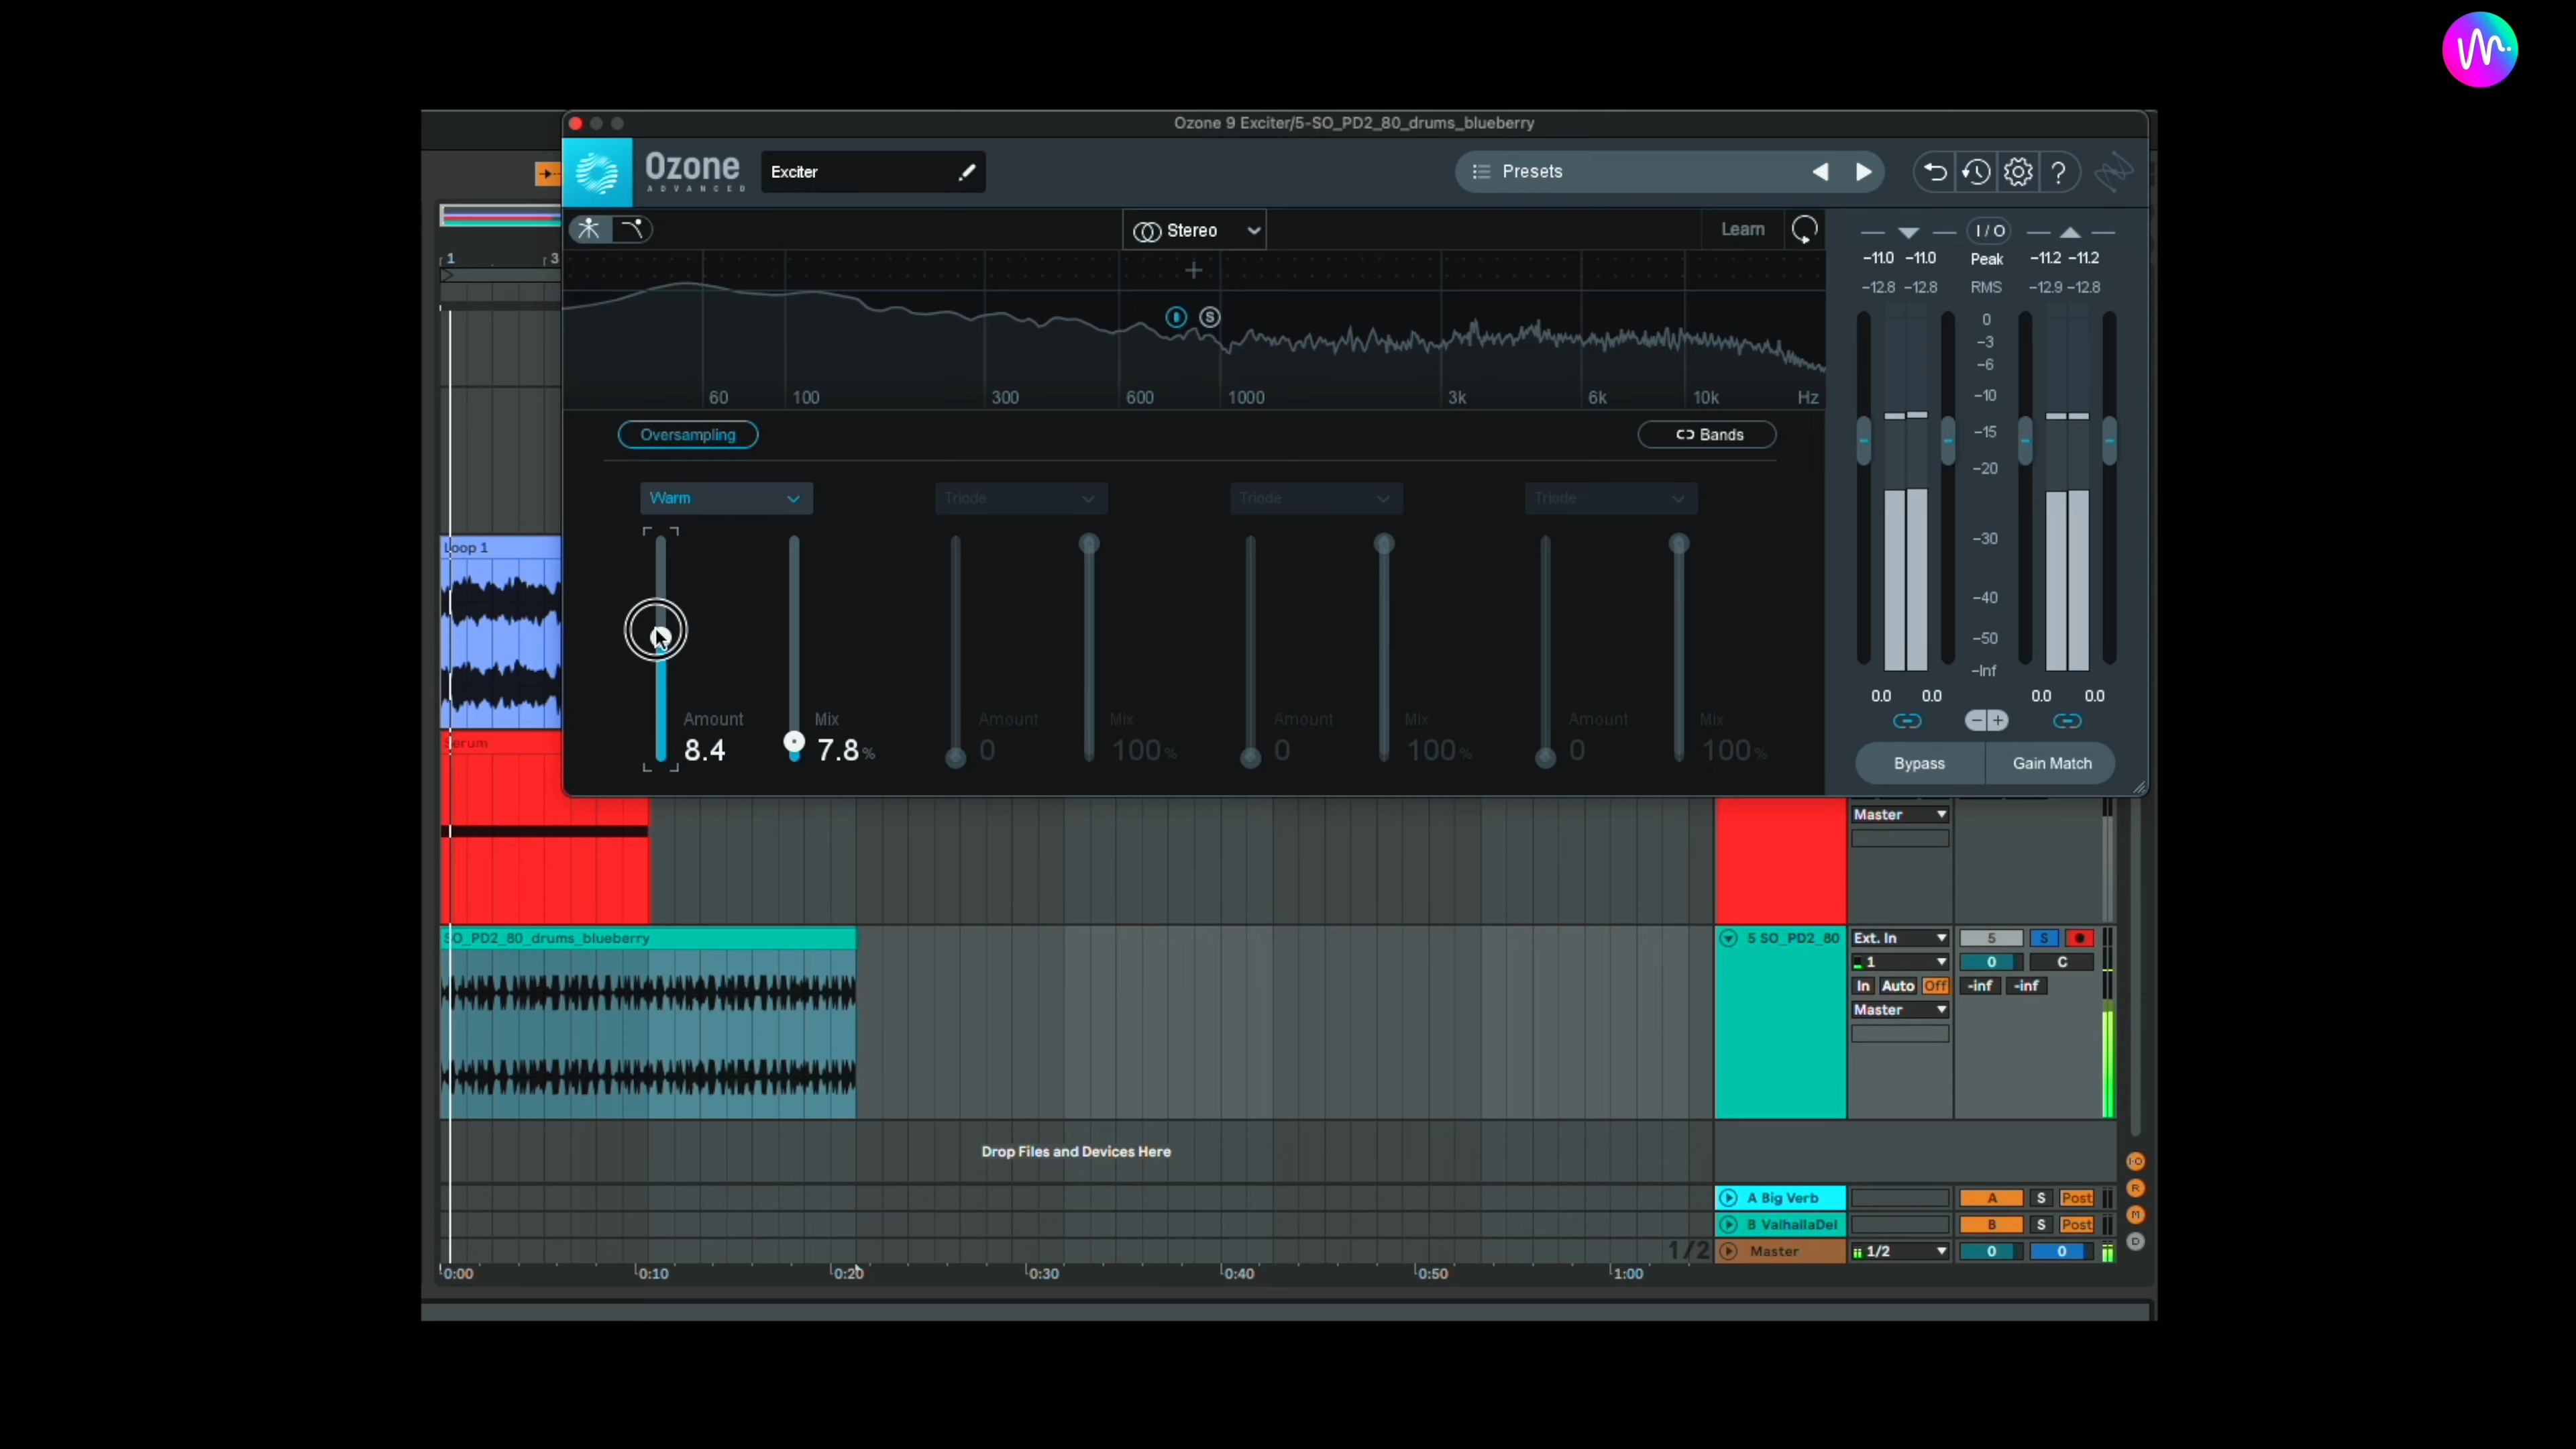 Ozone 9 Exciter/5-SO_PD2_80_drums_blueberry
Ozone
ADVANCED
Exciter
Presets
?
Stereo
Learn
I / O
-11.0 -11.0 Peak -11.2 -11.2
-12.8 -12.8 RMS -12.9 -12.8
1
3
S
60 100 300 600 1000 3k 6k 10k Hz
0
-3
-6
-10
-15
-20
-30
-40
-50
-Inf
Oversampling
Bands
Warm
Triode
Triode
Triode
Loop 1
Amount
8.4
Mix
7.8%
Amount
0
Mix
100%
Amount
0
Mix
100%
Amount
0
Mix
100%
0.0 0.0 0.0 0.0
Bypass
Gain Match
Serum
Master
SO_PD2_80_drums_blueberry
5 SO_PD2_80
Ext. In
5 S
1
0 C
In Auto Off
-inf -inf
Master
Drop Files and Devices Here
I·O
R
M
D
A Big Verb
A S Post
B ValhallaDel
B S Post
1/2
Master
1/2
0 0
0:00 0:10 0:20 0:30 0:40 0:50 1:00